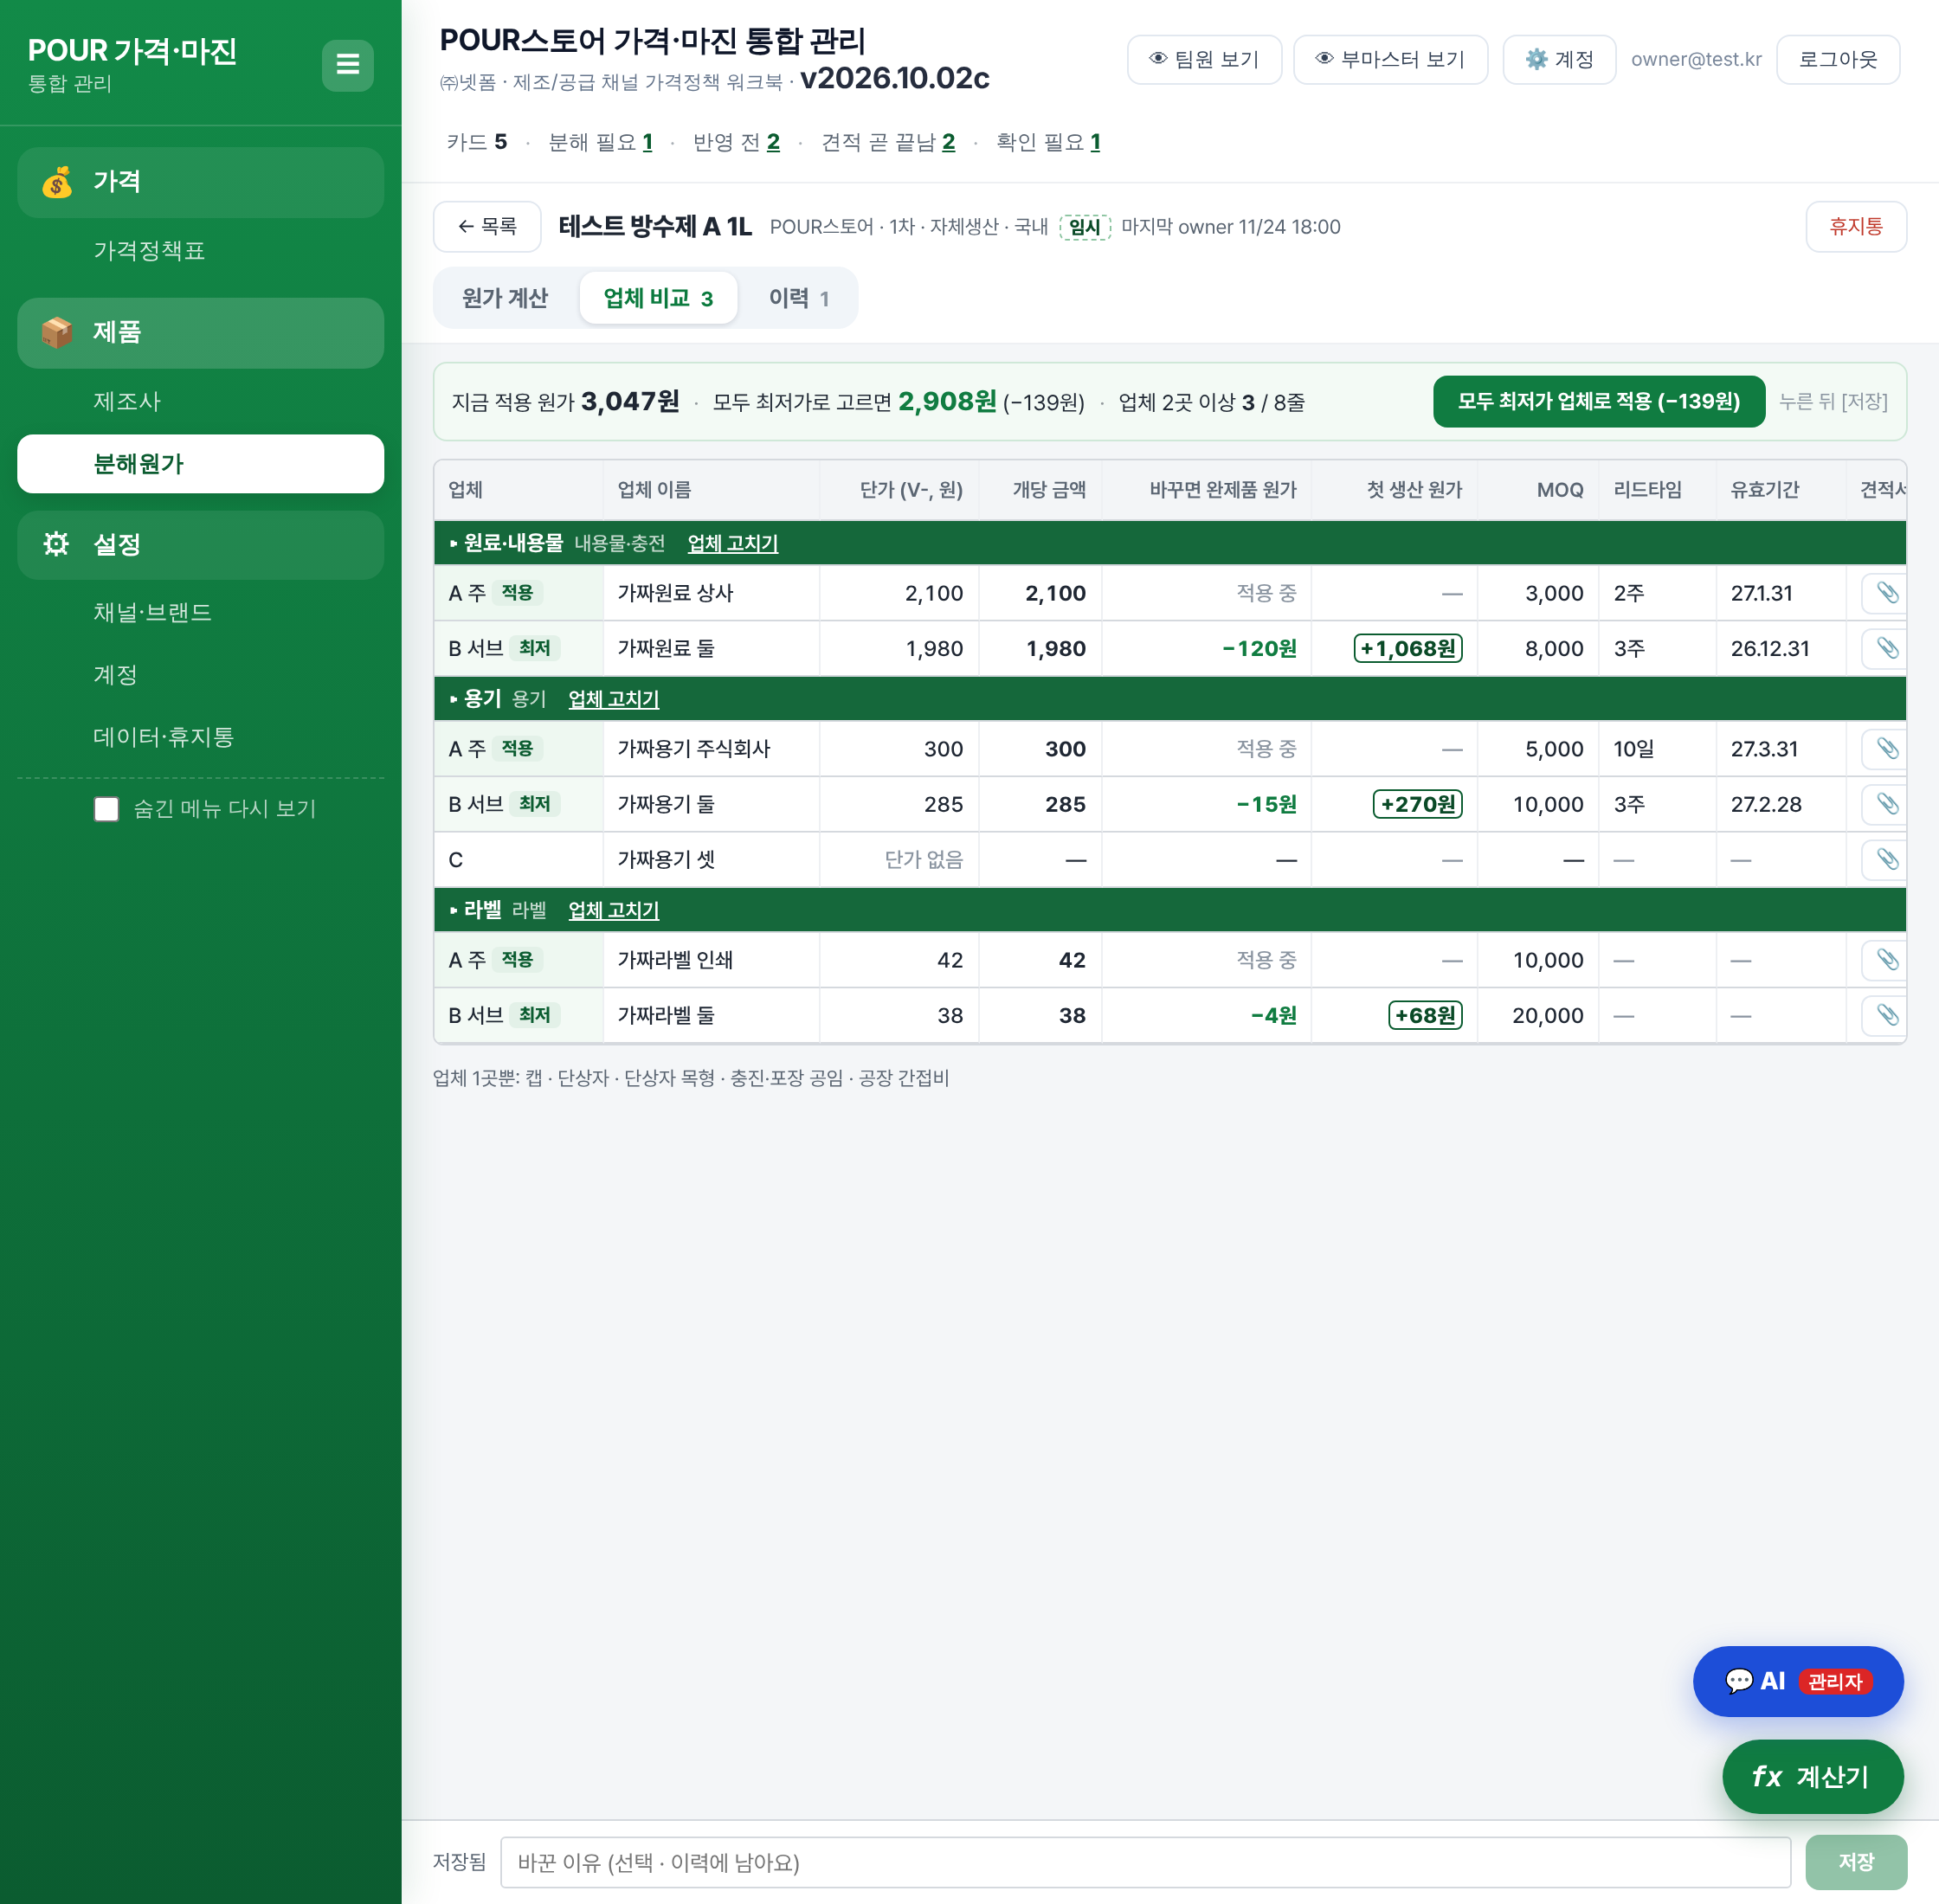 POUR 가격·마진
통합 관리
☰
💰 가격
가격정책표
📦 제품
제조사
분해원가
⚙ 설정
채널·브랜드
계정
데이터·휴지통
숨긴 메뉴 다시 보기
POUR스토어 가격·마진 통합 관리
㈜넷폼 · 제조/공급 채널 가격정책 워크북 · v2026.10.02c
👁 팀원 보기
👁 부마스터 보기
⚙️ 계정
owner@test.kr
로그아웃
카드 5 · 분해 필요 1 · 반영 전 2 · 견적 곧 끝남 2 · 확인 필요 1
← 목록
테스트 방수제 A 1L POUR스토어 · 1차 · 자체생산 · 국내 임시 마지막 owner 11/24 18:00
휴지통
원가 계산 업체 비교 3 이력 1
지금 적용 원가 3,047원 · 모두 최저가로 고르면 2,908원 (−139원) · 업체 2곳 이상 3 / 8줄
모두 최저가 업체로 적용 (−139원) 누른 뒤 [저장]
업체 업체 이름 단가 (V-, 원) 개당 금액 바꾸면 완제품 원가 첫 생산 원가 MOQ 리드타임 유효기간 견적서
원료·내용물 내용물·충전 업체 고치기
A 주 적용 가짜원료 상사 2,100 2,100 적용 중 — 3,000 2주 27.1.31 📎
B 서브 최저 가짜원료 둘 1,980 1,980 −120원 +1,068원 8,000 3주 26.12.31 📎
용기 용기 업체 고치기
A 주 적용 가짜용기 주식회사 300 300 적용 중 — 5,000 10일 27.3.31 📎
B 서브 최저 가짜용기 둘 285 285 −15원 +270원 10,000 3주 27.2.28 📎
C 가짜용기 셋 단가 없음 — — — — — — 📎
라벨 라벨 업체 고치기
A 주 적용 가짜라벨 인쇄 42 42 적용 중 — 10,000 — — 📎
B 서브 최저 가짜라벨 둘 38 38 −4원 +68원 20,000 — — 📎
업체 1곳뿐: 캡 · 단상자 · 단상자 목형 · 충진·포장 공임 · 공장 간접비
💬 AI 관리자
fx 계산기
저장됨 바꾼 이유 (선택 · 이력에 남아요) 저장